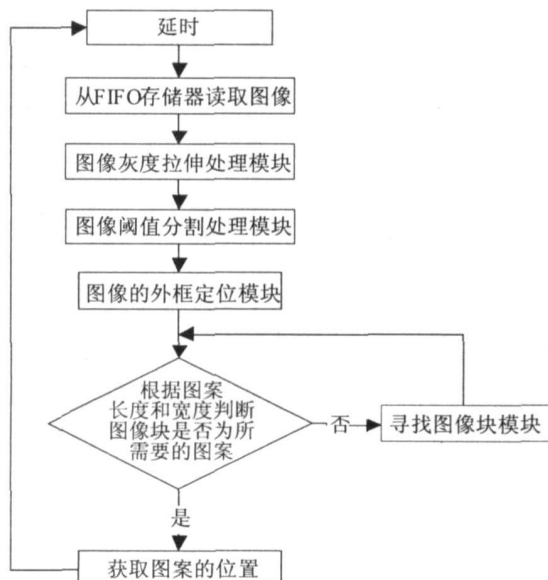 延时
从FIFO存储器读取图像
图像灰度拉伸处理模块
图像阈值分割处理模块
图像的外框定位模块
根据图案
长度和宽度判断
图像块是否为所
需要的图案
否
寻找图像块模块
是
获取图案的位置